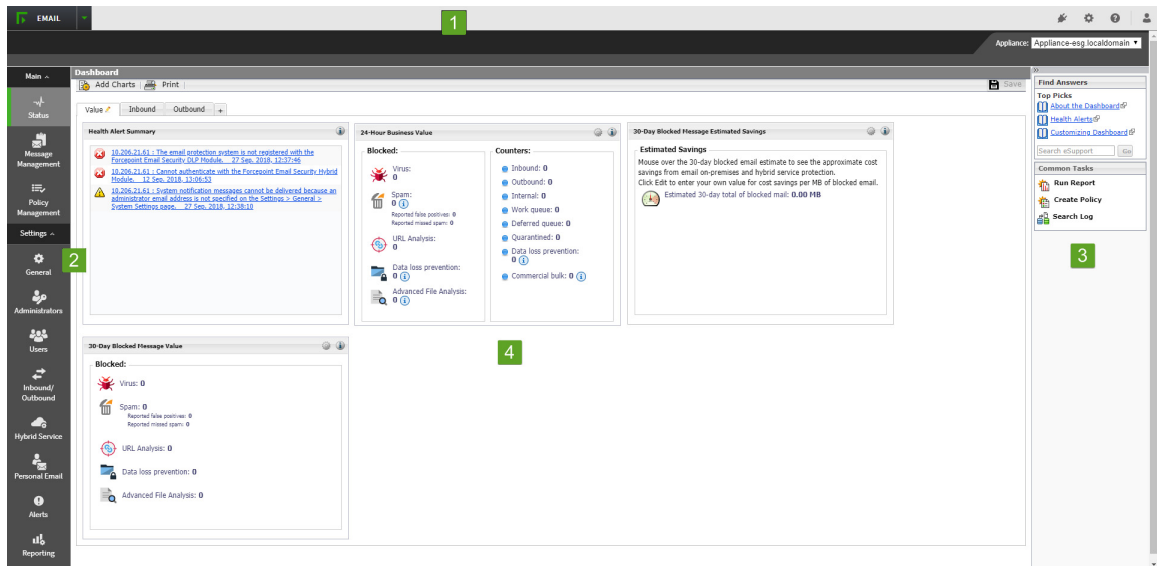 EMAIL
1
Appliance: Appliance-esg.localdomain
Main
Status
Message
Management
Policy
Management
Settings
2
General
Administrators
Users
Inbound/
Outbound
Hybrid Service
Personal Email
Alerts
Reporting
Dashboard
Add Charts
Print
Save
Value
Inbound
Outbound
+
Health Alert Summary
10.206.21.61 : The email protection system is not registered with the
Forcepoint Email Security DLP Module. 27 Sep. 2018, 12:37:46
10.206.21.61 : Cannot authenticate with the Forcepoint Email Security Hybrid
Module. 12 Sep. 2018, 13:06:53
10.206.21.61 : System notification messages cannot be delivered because an
administrator email address is not specified on the Settings > General >
System Settings page. 27 Sep. 2018, 12:38:10
24-Hour Business Value
Blocked:
Virus:
0
Spam:
0
Reported false positives: 0
Reported missed spam: 0
URL Analysis:
0
Data loss prevention:
0
Advanced File Analysis:
0
Counters:
Inbound: 0
Outbound: 0
Internal: 0
Work queue: 0
Deferred queue: 0
Quarantined: 0
Data loss prevention:
0
Commercial bulk: 0
30-Day Blocked Message Estimated Savings
Estimated Savings
Mouse over the 30-day blocked email estimate to see the approximate cost
savings from email on-premises and hybrid service protection.
Click Edit to enter your own value for cost savings per MB of blocked email.
Estimated 30-day total of blocked mail: 0.00 MB
30-Day Blocked Message Value
Blocked:
Virus: 0
Spam: 0
Reported false positives: 0
Reported missed spam: 0
URL Analysis: 0
Data loss prevention: 0
Advanced File Analysis: 0
4
Find Answers
Top Picks
About the Dashboard
Health Alerts
Customizing Dashboard
Search eSupport
Go
Common Tasks
Run Report
Create Policy
Search Log
3